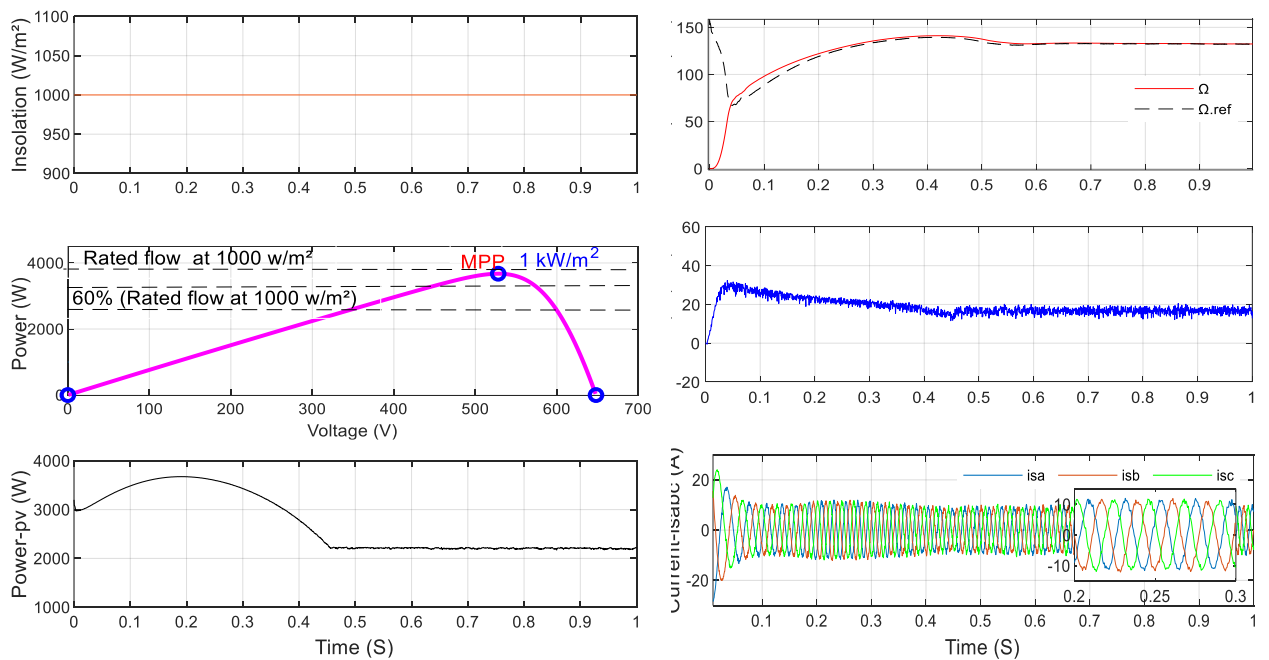 Insolation (W/m²)
1100
1050
1000
950
900
0 0.1 0.2 0.3 0.4 0.5 0.6 0.7 0.8 0.9 1
150
100
50
0
Ω
Ω.ref
0 0.1 0.2 0.3 0.4 0.5 0.6 0.7 0.8 0.9
Power (W)
4000
2000
0
Rated flow at 1000 w/m²
MPP
1 kW/m²
60% (Rated flow at 1000 w/m²)
0 100 200 300 400 500 600 700
Voltage (V)
60
40
20
0
-20
0 0.1 0.2 0.3 0.4 0.5 0.6 0.7 0.8 0.9 1
Power-pv (W)
4000
3000
2000
1000
0 0.1 0.2 0.3 0.4 0.5 0.6 0.7 0.8 0.9 1
Time (S)
Current-isabc (A)
20
0
-20
isa isb isc
10
0
-10
0.2 0.25 0.3
0.1 0.2 0.3 0.4 0.5 0.6 0.7 0.8 0.9 1
Time (S)